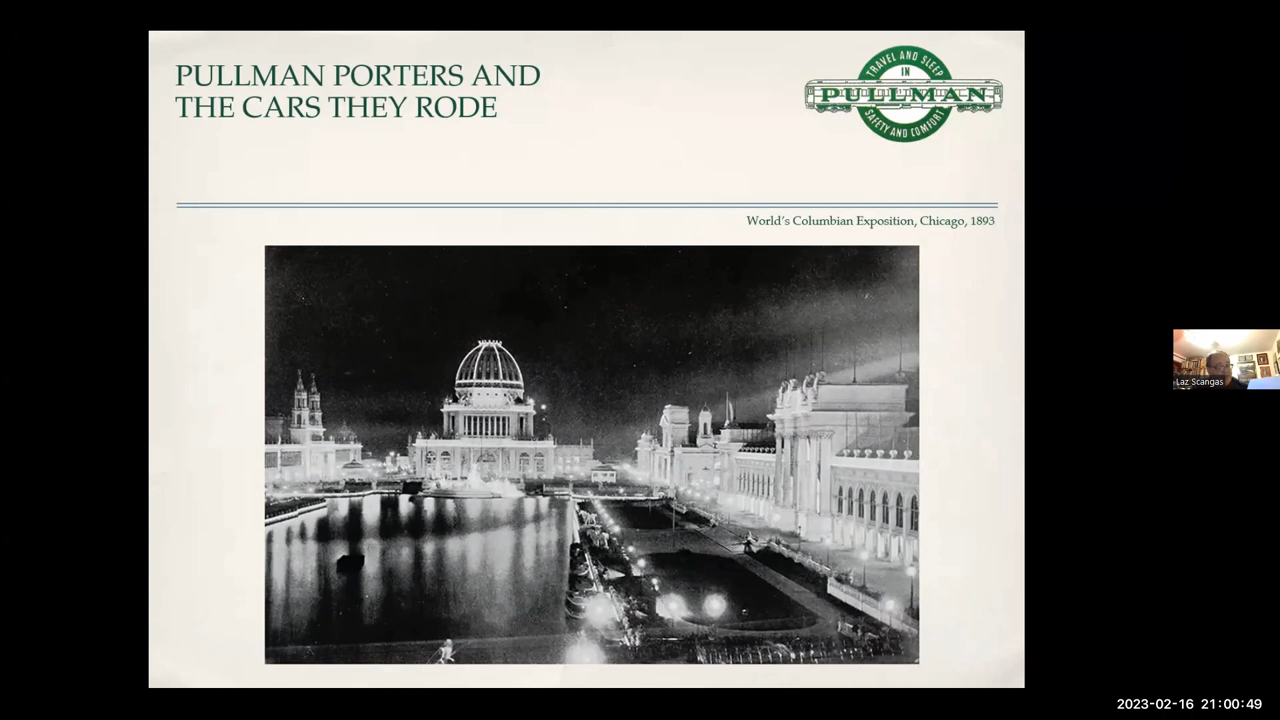 PULLMAN PORTERS AND
THE CARS THEY RODE
TRAVEL AND SLEEP
IN
PULLMAN
SAFETY AND COMFORT
World's Columbian Exposition, Chicago, 1893
Laz Scangas
2023-02-16 21:00:49